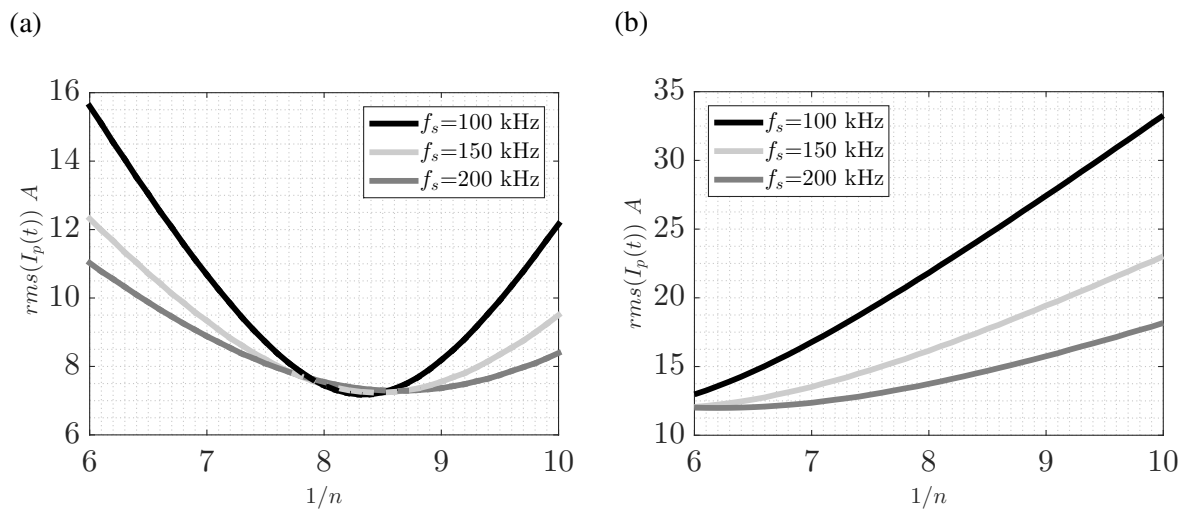 (a)
16
14
12
10
8
6
rms(I_p(t)) A
f_s=100 kHz
f_s=150 kHz
f_s=200 kHz
6 7 8 9 10
1/n
(b)
35
30
25
20
15
10
rms(I_p(t)) A
f_s=100 kHz
f_s=150 kHz
f_s=200 kHz
6 7 8 9 10
1/n